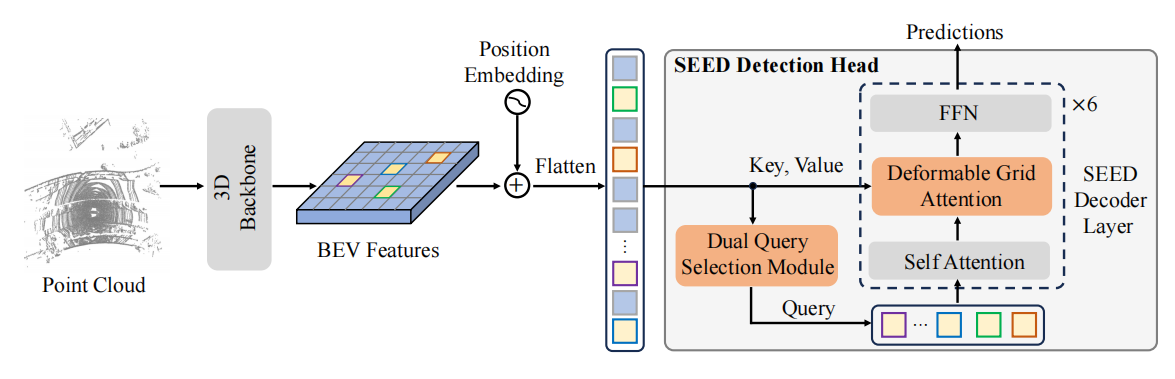 Point Cloud
3D
Backbone
BEV Features
Position
Embedding
+
Flatten
...
SEED Detection Head
Key, Value
Dual Query
Selection Module
Query
...
Predictions
FFN
×6
Deformable Grid
Attention
Self Attention
SEED
Decoder
Layer